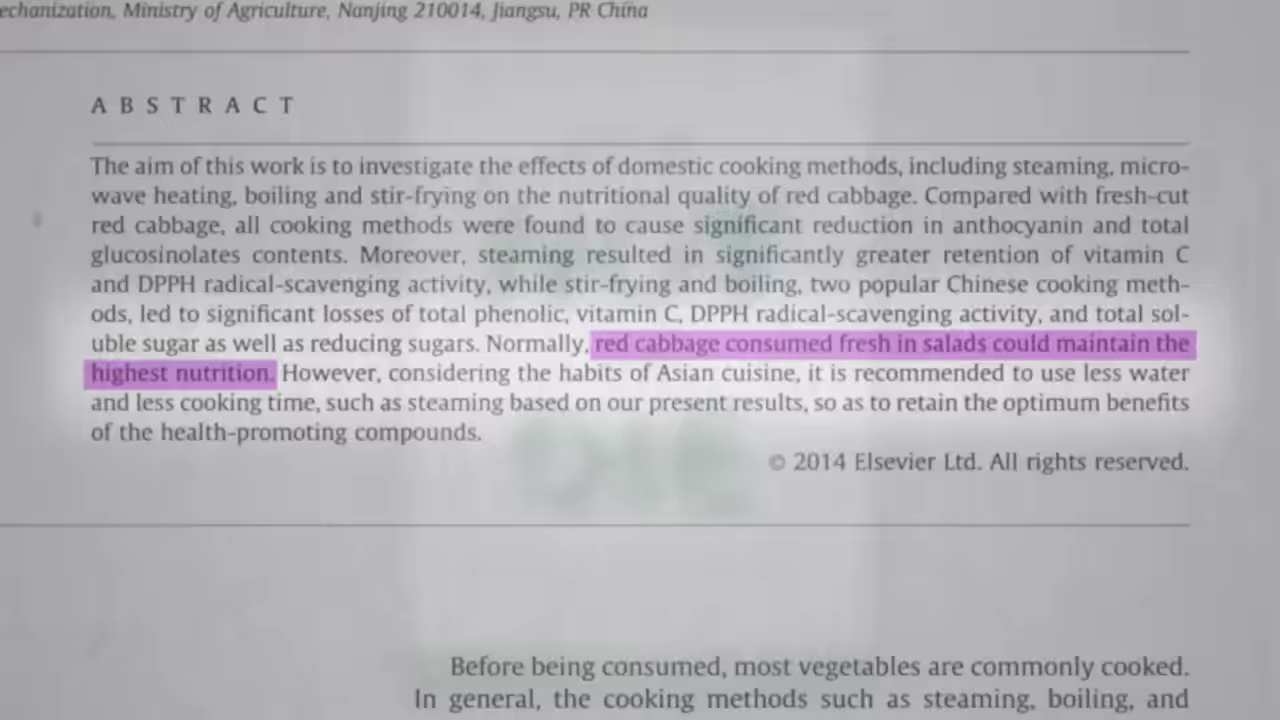 echanization, Ministry of Agriculture, Nanjing 210014, Jiangsu, PR China
ABSTRACT
The aim of this work is to investigate the effects of domestic cooking methods, including steaming, micro-
wave heating, boiling and stir-frying on the nutritional quality of red cabbage. Compared with fresh-cut
red cabbage, all cooking methods were found to cause significant reduction in anthocyanin and total
glucosinolates contents. Moreover, steaming resulted in significantly greater retention of vitamin C
and DPPH radical-scavenging activity, while stir-frying and boiling, two popular Chinese cooking meth-
ods, led to significant losses of total phenolic, vitamin C, DPPH radical-scavenging activity, and total sol-
uble sugar as well as reducing sugars. Normally, red cabbage consumed fresh in salads could maintain the
highest nutrition. However, considering the habits of Asian cuisine, it is recommended to use less water
and less cooking time, such as steaming based on our present results, so as to retain the optimum benefits
of the health-promoting compounds.
© 2014 Elsevier Ltd. All rights reserved.
Before being consumed, most vegetables are commonly cooked.
In general, the cooking methods such as steaming, boiling, and